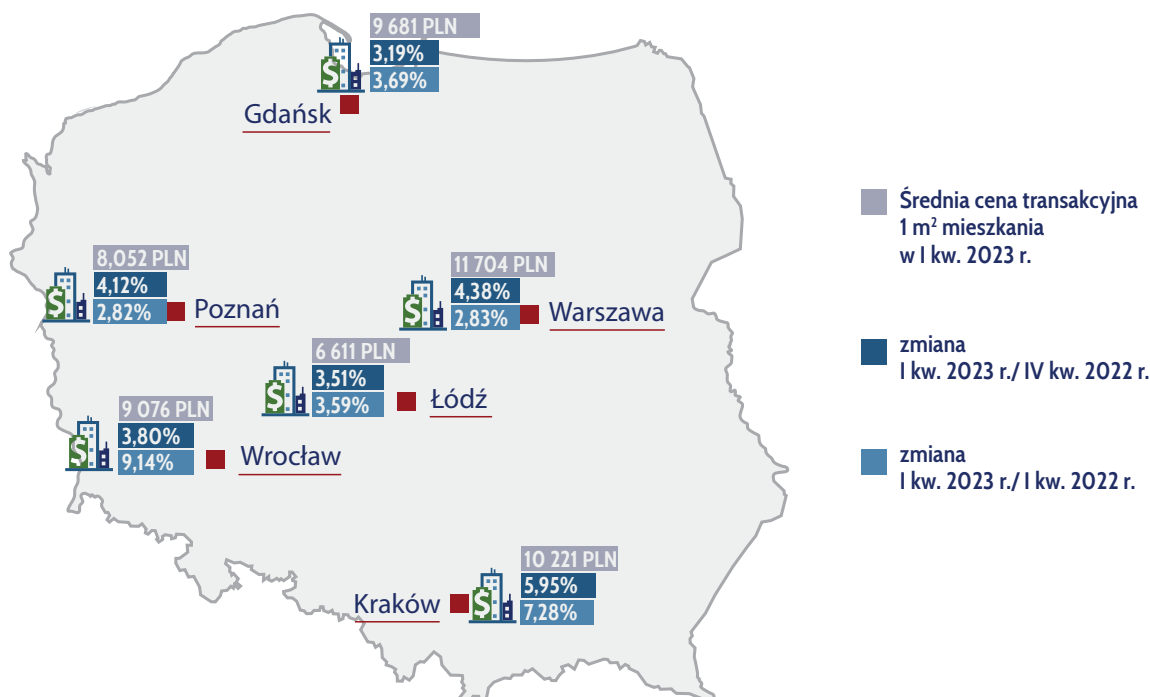 9 681 PLN
3,19%
3,69%
Gdańsk
8,052 PLN
4,12%
2,82%
Poznań
11 704 PLN
4,38%
2,83%
Warszawa
6 611 PLN
3,51%
3,59%
Łódź
9 076 PLN
3,80%
9,14%
Wrocław
10 221 PLN
5,95%
7,28%
Kraków
Średnia cena transakcyjna
1 m² mieszkania
w I kw. 2023 r.
zmiana
I kw. 2023 r./ IV kw. 2022 r.
zmiana
I kw. 2023 r./ I kw. 2022 r.